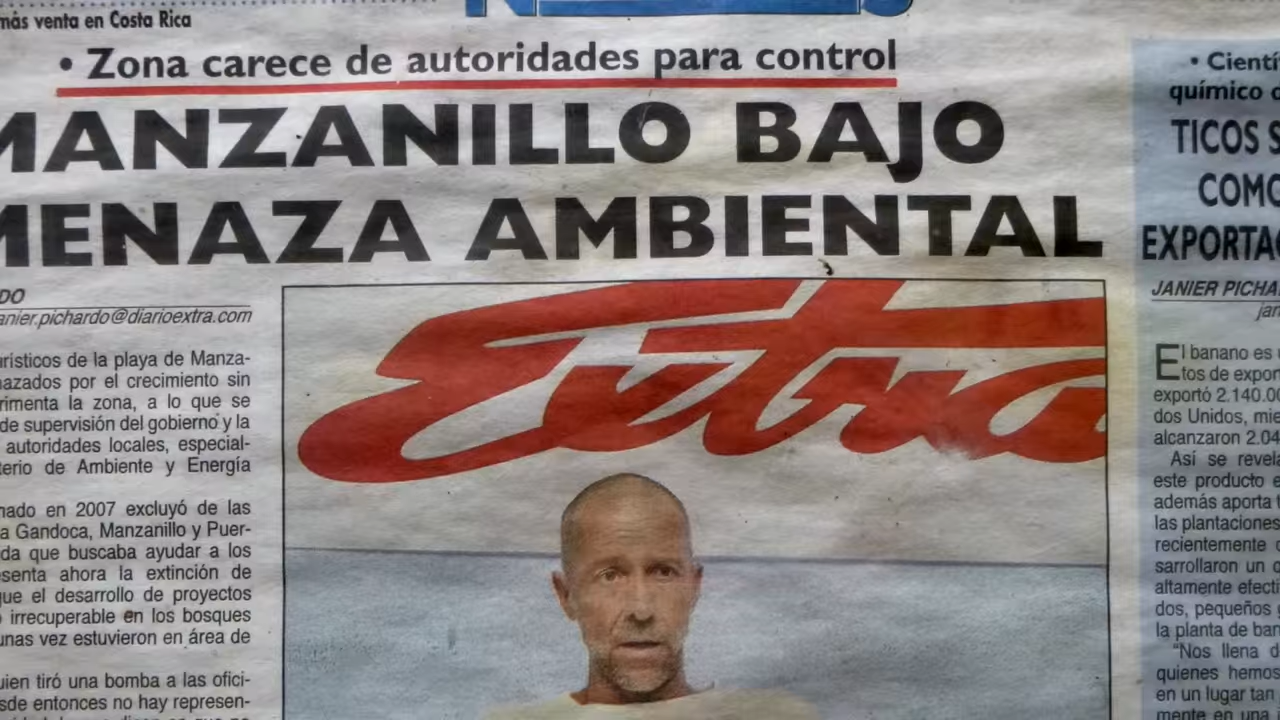 más venta en Costa Rica
• Zona carece de autoridades para control
MANZANILLO BAJO
MENAZA AMBIENTAL
DO
anier.pichardo@diarioextra.com
urísticos de la playa de Manza-
nazados por el crecimiento sin
rimenta la zona, a lo que se
de supervisión del gobierno y la
autoridades locales, especial-
terio de Ambiente y Energía
nado en 2007 excluyó de las
a Gandoca, Manzanillo y Puer-
da que buscaba ayudar a los
esenta ahora la extinción de
que el desarrollo de proyectos
irrecuperable en los bosques
unas vez estuvieron en área de
uien tiró una bomba a las ofici-
sde entonces no hay represen-
Extra
• Cientí
químico
TICOS
COMO
EXPORTA
JANIER PICHA
jan
El banano es
tos de expor
exportó 2.140.00
dos Unidos, mie
alcanzaron 2.04
Así se revela
este producto e
además aporta
las plantaciones
recientemente
sarrollaron un
altamente efecti
dos, pequeños
la planta de ban
"Nos llena d
quienes hemos
en un lugar tan
mente en una